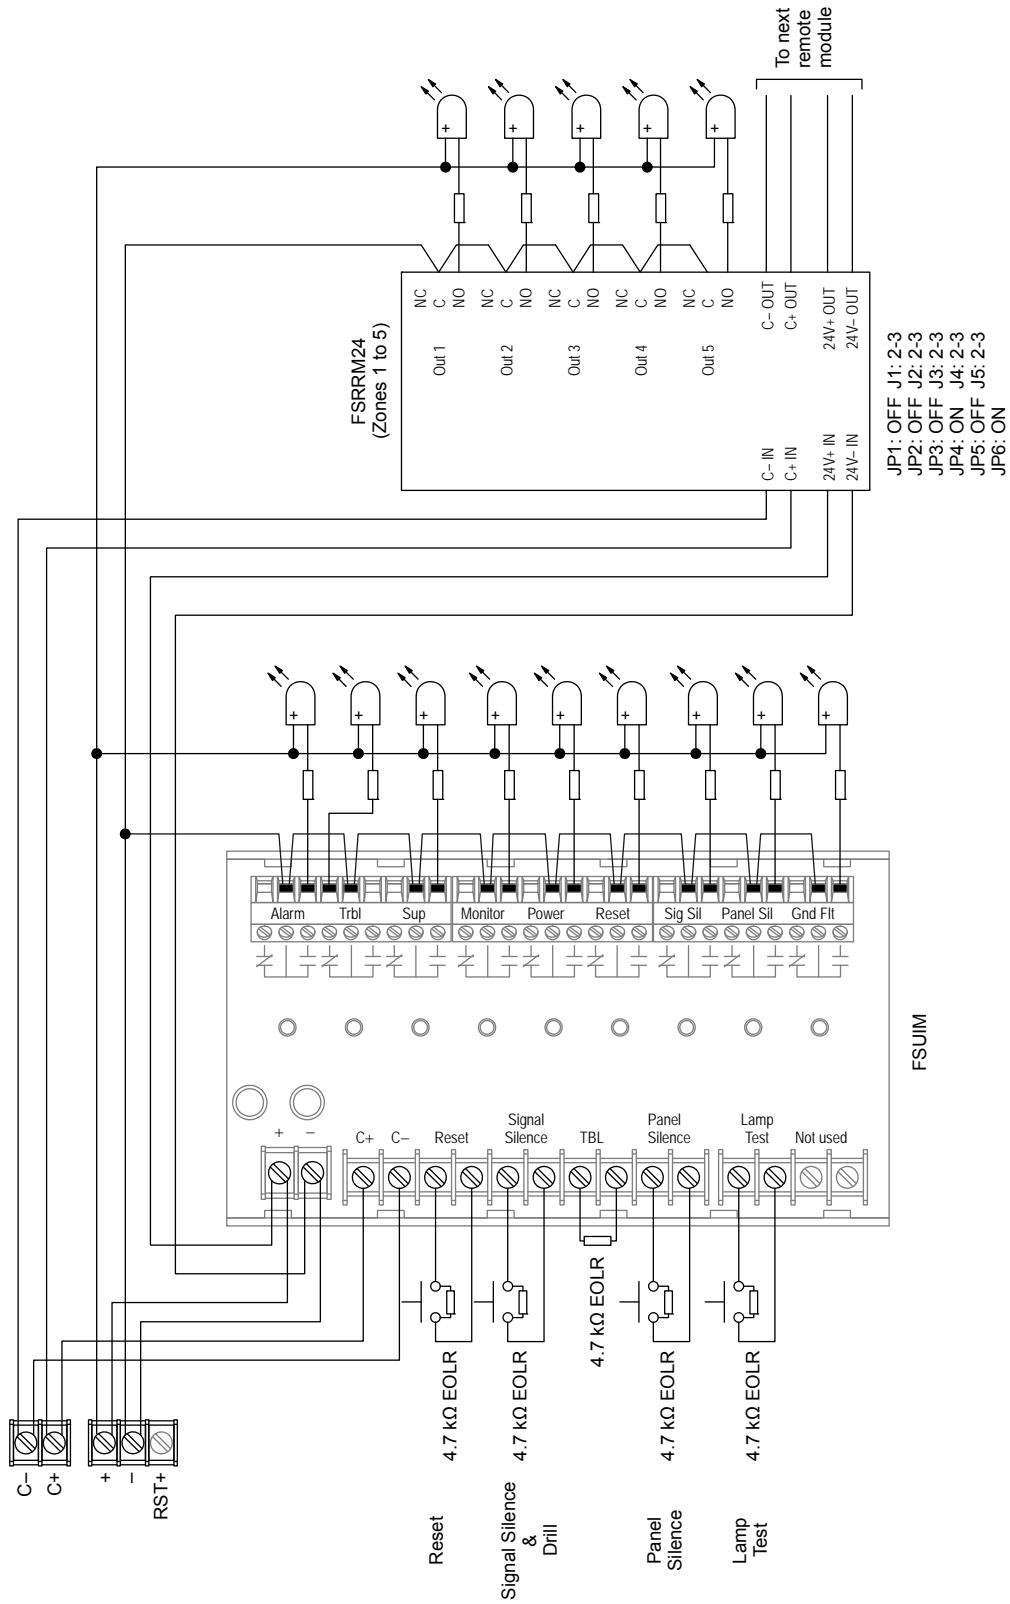 To next
remote
module
FSRRM24
(Zones 1 to 5)
NC
C
NO
NC
C
NO
NC
C
NO
NC
C
NO
NC
C
NO
Out 1
Out 2
Out 3
Out 4
Out 5
C– OUT
C+ OUT
24V+ OUT
24V– OUT
C– IN
C+ IN
24V+ IN
24V– IN
JP1: OFF J1: 2-3
JP2: OFF J2: 2-3
JP3: OFF J3: 2-3
JP4: ON J4: 2-3
JP5: OFF J5: 2-3
JP6: ON
+
+
+
+
+
+
+
+
+
+
+
+
+
+
Alarm
Trbl
Sup
Monitor
Power
Reset
Sig Sil
Panel Sil
Gnd Flt
FSUIM
+
–
C+
C–
Reset
Signal
Silence
TBL
Panel
Silence
Lamp
Test
Not used
4.7 kΩ EOLR
4.7 kΩ EOLR
4.7 kΩ EOLR
4.7 kΩ EOLR
4.7 kΩ EOLR
C–
C+
+
–
RST+
Reset
Signal Silence
&
Drill
Panel
Silence
Lamp
Test